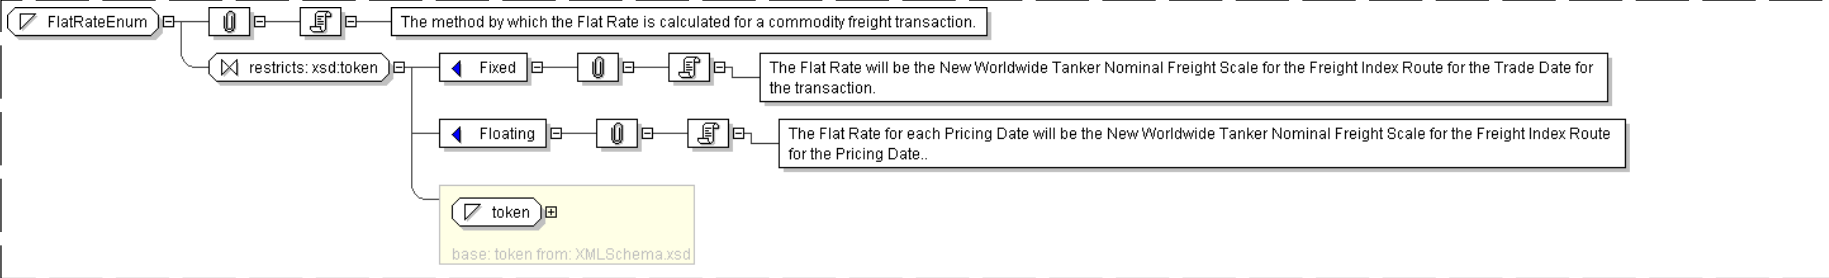 FlatRateEnum
The method by which the Flat Rate is calculated for a commodity freight transaction.
restricts: xsd:token
Fixed
The Flat Rate will be the New Worldwide Tanker Nominal Freight Scale for the Freight Index Route for the Trade Date for
the transaction.
Floating
The Flat Rate for each Pricing Date will be the New Worldwide Tanker Nominal Freight Scale for the Freight Index Route
for the Pricing Date..
token
base: token from: XMLSchema.xsd